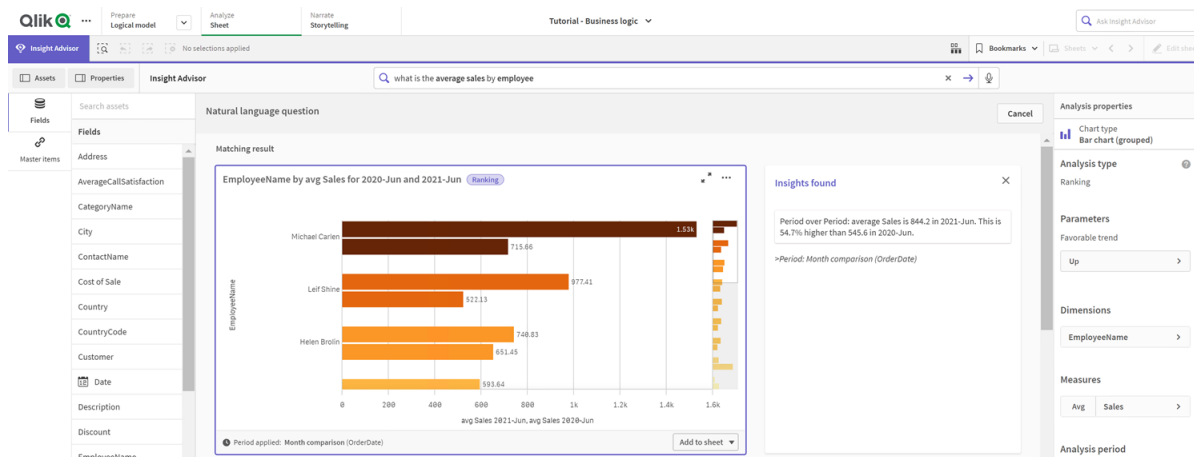 Qlik
Prepare
Logical model
Analyze
Sheet
Narrate
Storytelling
Tutorial - Business logic
Ask Insight Advisor
Insight Advisor
No selections applied
Bookmarks
Sheets
Edit shee
Assets
Properties
Insight Advisor
what is the average sales by employee
Fields
Master items
Search assets
Fields
Address
AverageCallSatisfaction
CategoryName
City
ContactName
Cost of Sale
Country
CountryCode
Customer
Date
Description
Discount
EmployeeName
Natural language question
Cancel
Matching result
EmployeeName by avg Sales for 2020-Jun and 2021-Jun
Ranking
EmployeeName
Michael Carlen
1.53k
715.66
Leif Shine
977.41
522.13
Helen Brolin
740.83
651.45
593.64
0 200 400 600 800 1k 1.2k 1.4k 1.6k
avg Sales 2021-Jun, avg Sales 2020-Jun
Period applied: Month comparison (OrderDate)
Add to sheet
Insights found
Period over Period: average Sales is 844.2 in 2021-Jun. This is
54.7% higher than 545.6 in 2020-Jun.
>Period: Month comparison (OrderDate)
Analysis properties
Chart type
Bar chart (grouped)
Analysis type
Ranking
Parameters
Favorable trend
Up
Dimensions
EmployeeName
Measures
Avg Sales
Analysis period